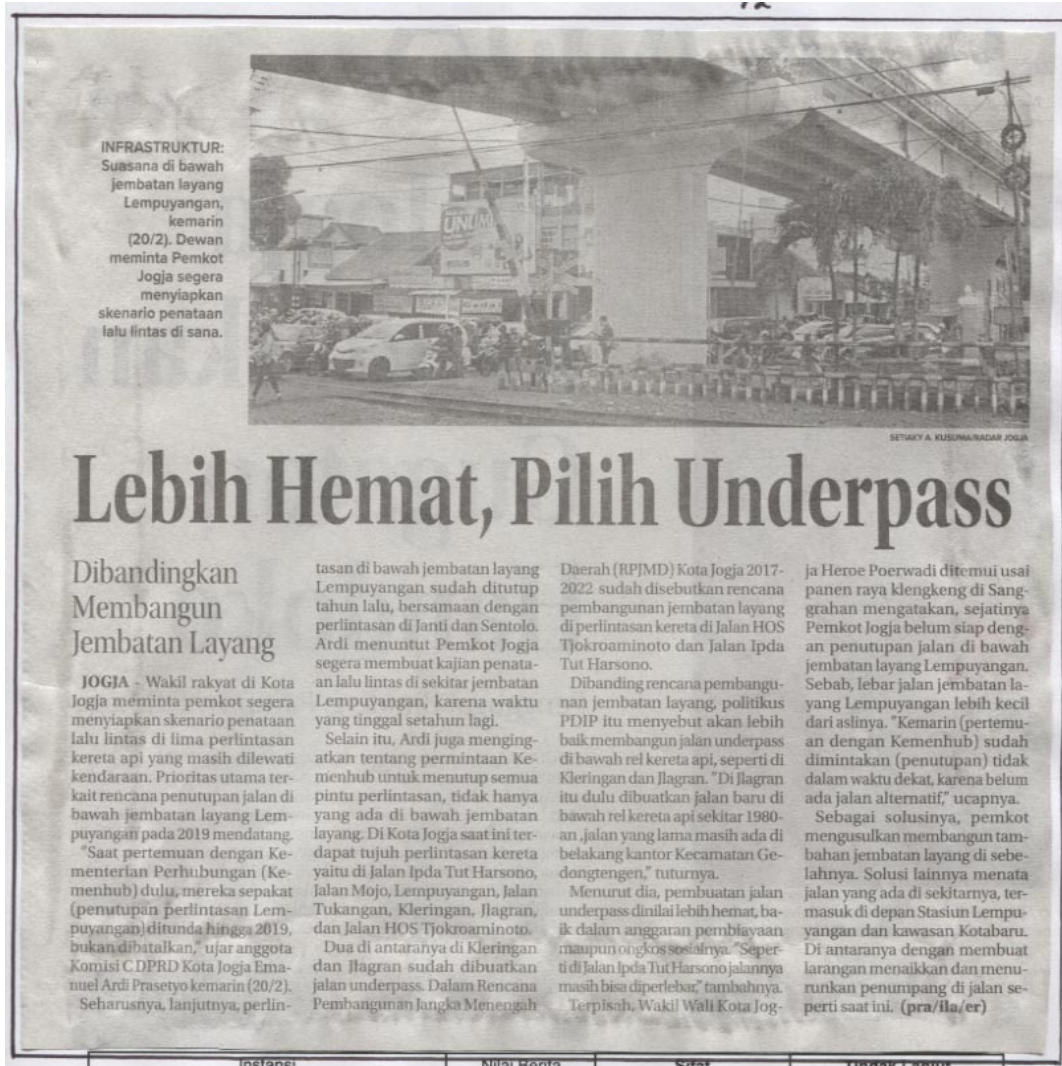 INFRASTRUKTUR:
Suasana di bawah
jembatan layang
Lempuyangan,
kemarin
(20/2). Dewan
meminta Pemkot
Jogja segera
menyiapkan
skenario penataan
lalu lintas di sana.
SETIAKY A. KUSUMA/RADAR JOGJA
Lebih Hemat, Pilih Underpass
Dibandingkan
Membangun
Jembatan Layang
JOGJA - Wakil rakyat di Kota
Jogja meminta pemkot segera
menyiapkan skenario penataan
lalu lintas di lima perlintasan
kereta api yang masih dilewati
kendaraan. Prioritas utama ter-
kait rencana penutupan jalan di
bawah jembatan layang Lem-
puyangan pada 2019 mendatang.
"Saat pertemuan dengan Ke-
menterian Perhubungan (Ke-
menhub) dulu, mereka sepakat
(penutupan perlintasan Lem-
puyangan) ditunda hingga 2019,
bukan dibatalkan," ujar anggota
Komisi C DPRD Kota Jogja Ema-
nuel Ardi Prasetyo kemarin (20/2).
Seharusnya, lanjutnya, perlin-
tasan di bawah jembatan layang
Lempuyangan sudah ditutup
tahun lalu, bersamaan dengan
perlintasan di Janti dan Sentolo.
Ardi menuntut Pemkot Jogja
segera membuat kajian penata-
an lalu lintas di sekitar jembatan
Lempuyangan, karena waktu
yang tinggal setahun lagi.
Selain itu, Ardi juga menging-
atkan tentang permintaan Ke-
menhub untuk menutup semua
pintu perlintasan, tidak hanya
yang ada di bawah jembatan
layang. Di Kota Jogja saat ini ter-
dapat tujuh perlintasan kereta
yaitu di Jalan Ipda Tut Harsono,
Jalan Mojo, Lempuyangan, Jalan
Tukangan, Kleringan, Jlagran,
dan Jalan HOS Tjokroaminoto.
Dua di antaranya di Kleringan
dan Jlagran sudah dibuatkan
jalan underpass. Dalam Rencana
Pembangunan Jangka Menengah
Daerah (RPJMD) Kota Jogja 2017-
2022 sudah disebutkan rencana
pembangunan jembatan layang
di perlintasan kereta di Jalan HOS
Tjokroaminoto dan Jalan Ipda
Tut Harsono.
Dibanding rencana pembangu-
nan jembatan layang, politikus
PDIP itu menyebut akan lebih
baik membangun jalan underpass
di bawah rel kereta api, seperti di
Kleringan dan Jlagran. "Di Jlagran
itu dulu dibuatkan jalan baru di
bawah rel kereta api sekitar 1980-
an ,jalan yang lama masih ada di
belakang kantor Kecamatan Ge-
dongtengen," tuturnya.
Menurut dia, pembuatan jalan
underpass dinilai lebih hemat, ba-
ik dalam anggaran pembiayaan
maupun ongkos sosialnya. "Seper-
ti di Jalan Ipda Tut Harsono jalannya
masih bisa diperlebar," tambahnya.
Terpisah, Wakil Wali Kota Jog-
ja Heroe Poerwadi ditemui usai
panen raya klengkeng di Sang-
grahan mengatakan, sejatinya
Pemkot Jogja belum siap deng-
an penutupan jalan di bawah
jembatan layang Lempuyangan.
Sebab, lebar jalan jembatan la-
yang Lempuyangan lebih kecil
dari aslinya. "Kemarin (pertemu-
an dengan Kemenhub) sudah
dimintakan (penutupan) tidak
dalam waktu dekat, karena belum
ada jalan alternatif," ucapnya.
Sebagai solusinya, pemkot
mengusulkan membangun tam-
bahan jembatan layang di sebe-
lahnya. Solusi lainnya menata
jalan yang ada di sekitarnya, ter-
masuk di depan Stasiun Lempu-
yangan dan kawasan Kotabaru.
Di antaranya dengan membuat
larangan menaikkan dan menu-
runkan penumpang di jalan se-
perti saat ini. (pra/ila/er)
Instansi Nilai Berita Sifat Tindak Lanjut